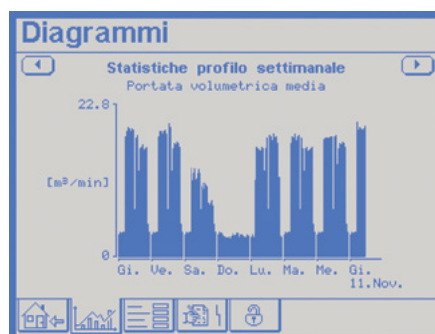 Diagrammi
Statistiche profilo settimanale
Portata volumetrica media
22.8
[m³/min]
0
Gi. Ve. Sa. Do. Lu. Ma. Me. Gi.
11.Nov.